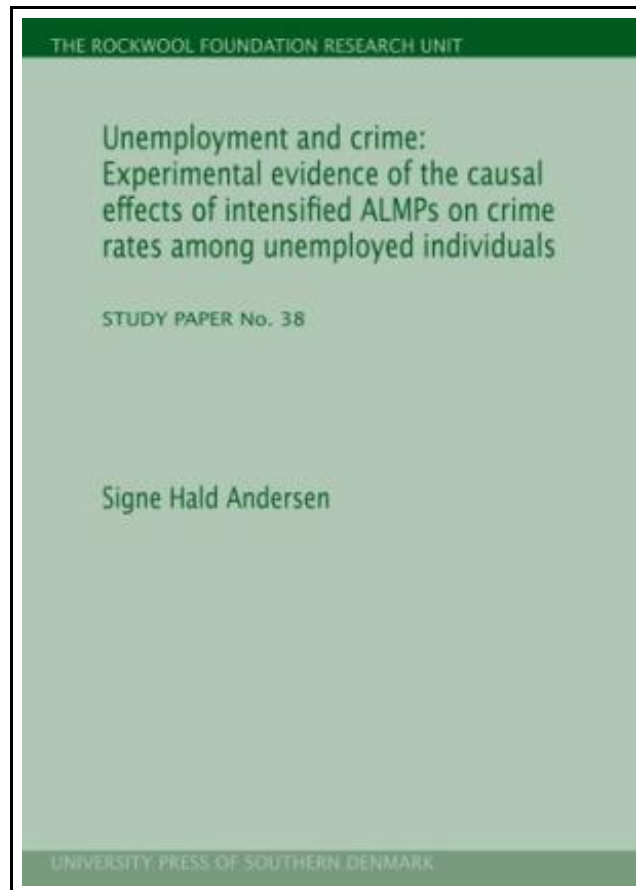 THE ROCKWOOL FOUNDATION RESEARCH UNIT
Unemployment and crime:
Experimental evidence of the causal
effects of intensified ALMPs on crime
rates among unemployed individuals
STUDY PAPER No. 38
Signe Hald Andersen
UNIVERSITY PRESS OF SOUTHERN DENMARK